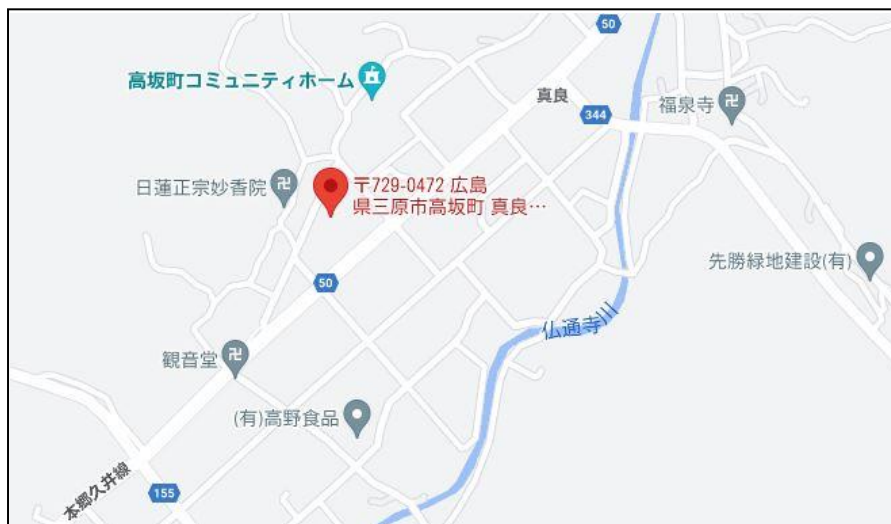 50
高坂町コミュニティホーム
真良
福泉寺
344
日蓮正宗妙香院
〒729-0472 広島
県三原市高坂町 真良…
先勝緑地建設(有)
50
仏通寺川
観音堂
(有)高野食品
本郷久井線
155